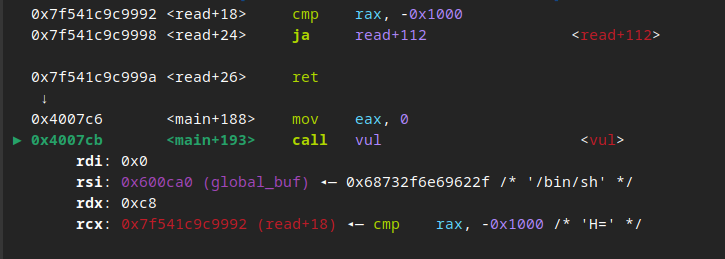 0x7f541c9c9992 <read+18> cmp rax, -0x1000
0x7f541c9c9998 <read+24> ja read+112 <read+112>
0x7f541c9c999a <read+26> ret
↓
0x4007c6 <main+188> mov eax, 0
► 0x4007cb <main+193> call vul <vul>
rdi: 0x0
rsi: 0x600ca0 (global_buf) ◂— 0x68732f6e69622f /* '/bin/sh' */
rdx: 0xc8
rcx: 0x7f541c9c9992 (read+18) ◂— cmp rax, -0x1000 /* 'H=' */